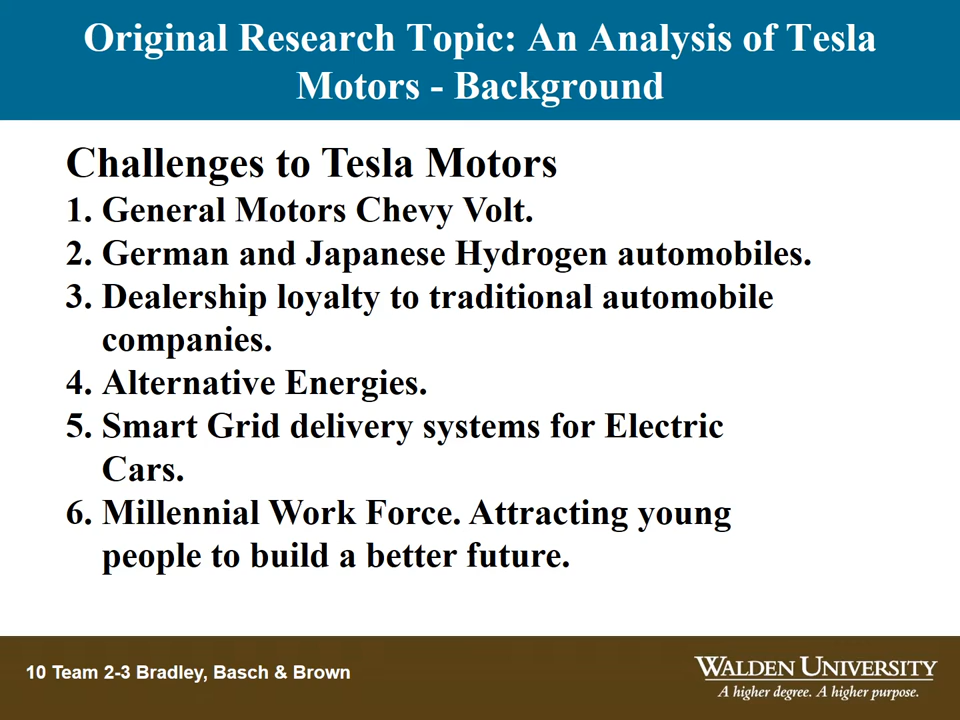 Original Research Topic: An Analysis of Tesla
Motors - Background
Challenges to Tesla Motors
1. General Motors Chevy Volt.
2. German and Japanese Hydrogen automobiles.
3. Dealership loyalty to traditional automobile
companies.
4. Alternative Energies.
5. Smart Grid delivery systems for Electric
Cars.
6. Millennial Work Force. Attracting young
people to build a better future.
10 Team 2-3 Bradley, Basch & Brown
WALDEN UNIVERSITY
A higher degree. A higher purpose.